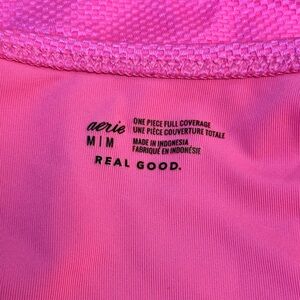 aerie
M|M
ONE PIECE FULL COVERAGE
UNE PIÈCE COUVERTURE TOTALE
MADE IN INDONESIA
FABRIQUÉ EN INDONÉSIE
REAL GOOD.